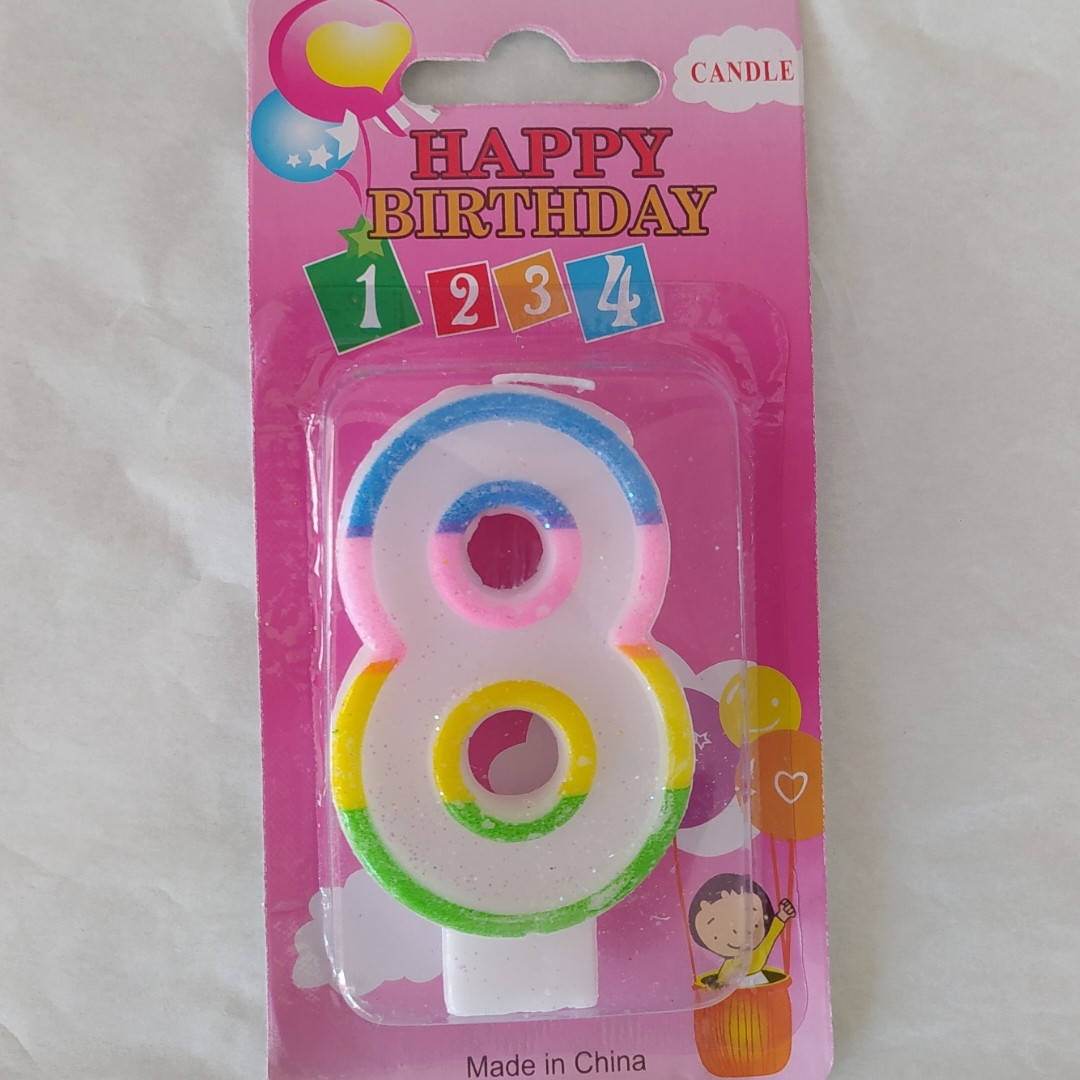 CANDLE
HAPPY
BIRTHDAY
1 2 3 4
8
Made in China